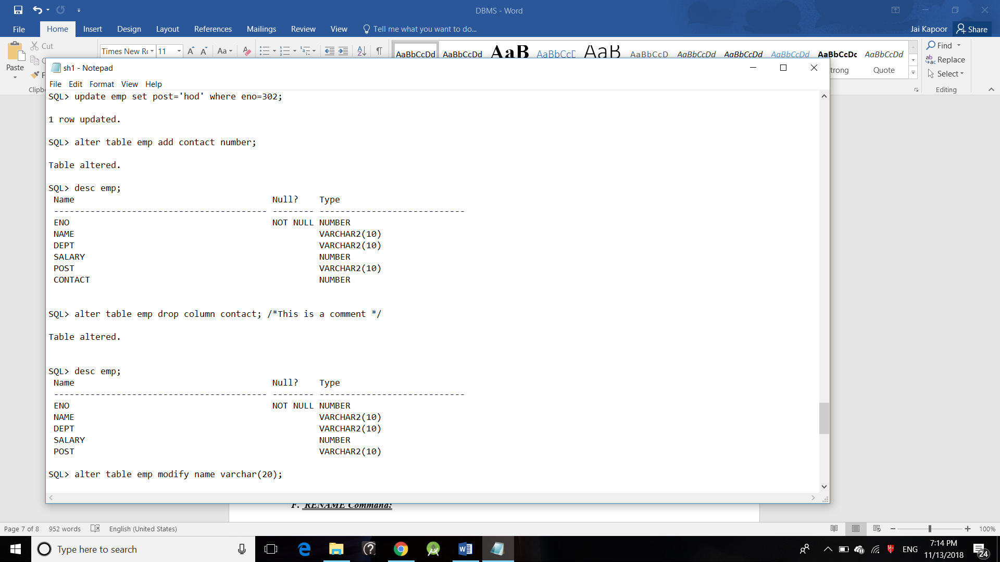 DBMS - Word
File Home Insert Design Layout References Mailings Review View Tell me what you want to do... Jai Kapoor Share
Cut
Times New Ro 11 Aa AaBbCcDd AaBbCcDd AaB AaBbCcD AaB AaBbCcD AaBbCcDd AaBbCcDd AaBbCcDd AaBbCcDc AaBbCcDd
Paste
Quote
Find
Replace
Select
Editing
sh1 - Notepad
File Edit Format View Help
SQL> update emp set post='hod' where eno=302;
1 row updated.
SQL> alter table emp add contact number;
Table altered.
SQL> desc emp;
Name Null? Type
----------------------------------------- -------- ----------------------------
ENO NOT NULL NUMBER
NAME VARCHAR2(10)
DEPT VARCHAR2(10)
SALARY NUMBER
POST VARCHAR2(10)
CONTACT NUMBER
SQL> alter table emp drop column contact; /*This is a comment */
Table altered.
SQL> desc emp;
Name Null? Type
----------------------------------------- -------- ----------------------------
ENO NOT NULL NUMBER
NAME VARCHAR2(10)
DEPT VARCHAR2(10)
SALARY NUMBER
POST VARCHAR2(10)
SQL> alter table emp modify name varchar(20);
F. RENAME Command:
Page 7 of 8 952 words English (United States) 100%
Type here to search
ENG
7:14 PM
11/13/2018
24